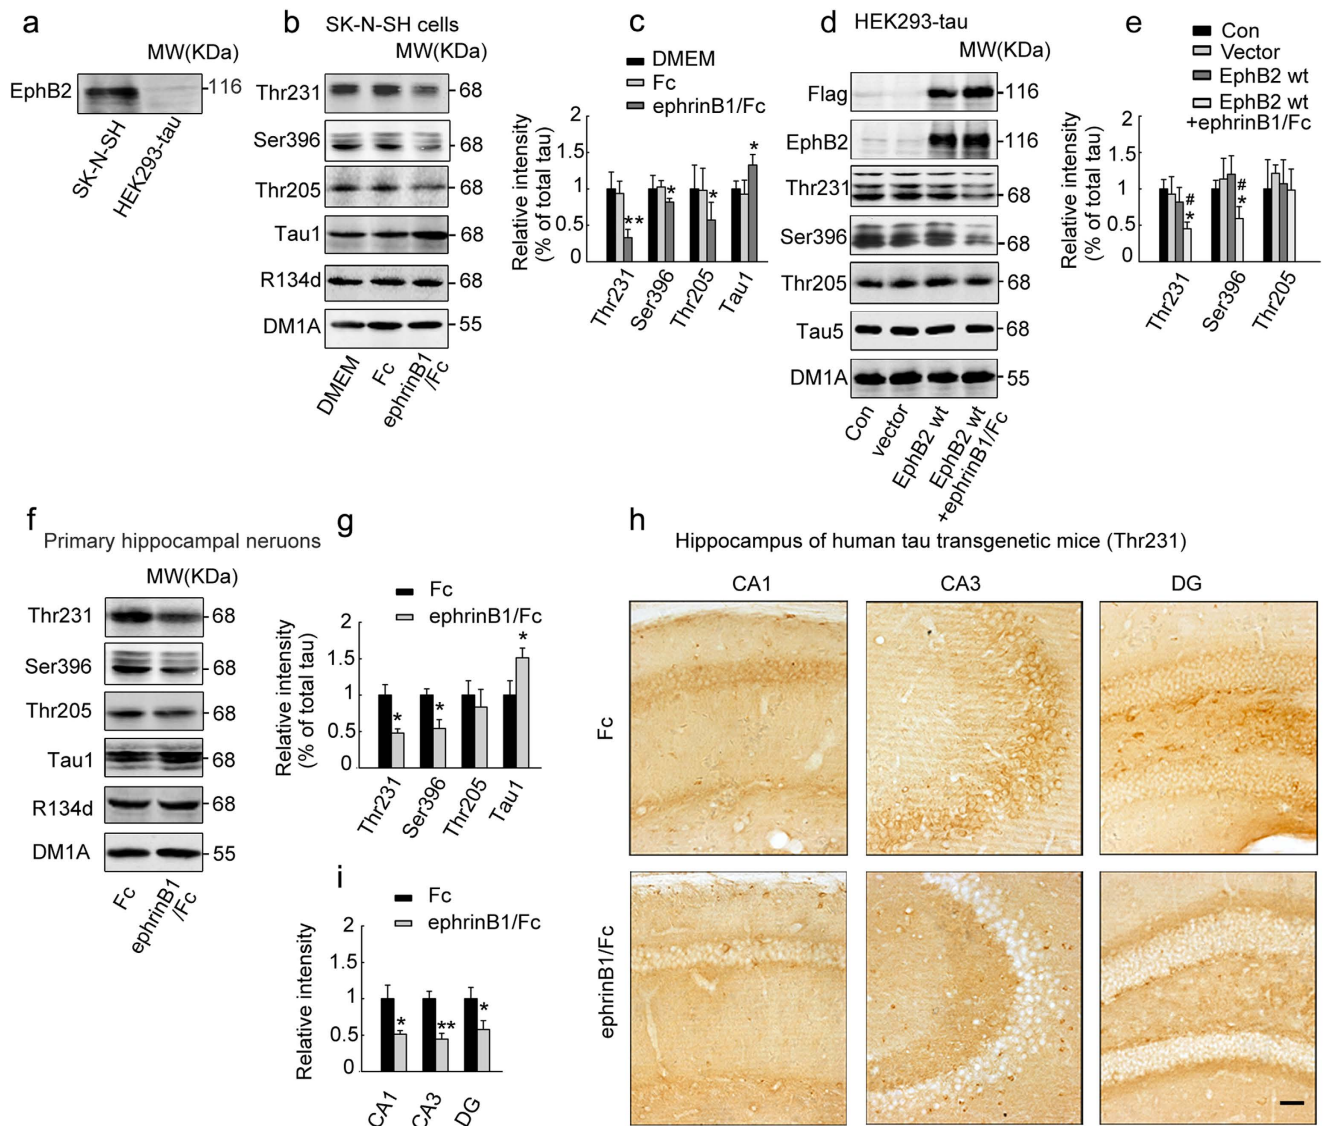 a
MW(KDa)
EphB2
116
SK-N-SH
HEK293-tau
b
SK-N-SH cells
MW(KDa)
Thr231
68
Ser396
68
Thr205
68
Tau1
68
R134d
68
DM1A
55
DMEM
Fc
ephrinB1
/Fc
c
DMEM
Fc
ephrinB1/Fc
Relative intensity
(% of total tau)
2
1.5
1
0.5
0
**
*
*
*
Thr231
Ser396
Thr205
Tau1
d
HEK293-tau
MW(KDa)
Flag
116
EphB2
116
Thr231
68
Ser396
68
Thr205
68
Tau5
68
DM1A
55
Con
vector
EphB2 wt
EphB2 wt
+ephrinB1/Fc
e
Con
Vector
EphB2 wt
EphB2 wt
+ephrinB1/Fc
Relative intensity
(% of total tau)
2
1.5
1
0.5
0
#
*
#
*
Thr231
Ser396
Thr205
f
Primary hippocampal neruons
MW(KDa)
Thr231
68
Ser396
68
Thr205
68
Tau1
68
R134d
68
DM1A
55
Fc
ephrinB1
/Fc
g
Fc
ephrinB1/Fc
Relative intensity
(% of total tau)
2
1.5
1
0.5
0
*
*
*
Thr231
Ser396
Thr205
Tau1
h
Hippocampus of human tau transgenetic mice (Thr231)
CA1
CA3
DG
Fc
ephrinB1/Fc
i
Fc
ephrinB1/Fc
Relative intensity
2
1.5
1
0.5
0
*
**
*
CA1
CA3
DG